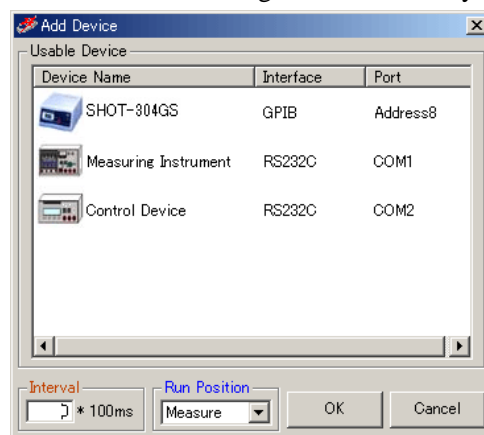 Add Device
Usable Device
Device Name Interface Port
SHOT-304GS GPIB Address8
Measuring Instrument RS232C COM1
Control Device RS232C COM2
Interval Run Position
* 100ms Measure OK Cancel